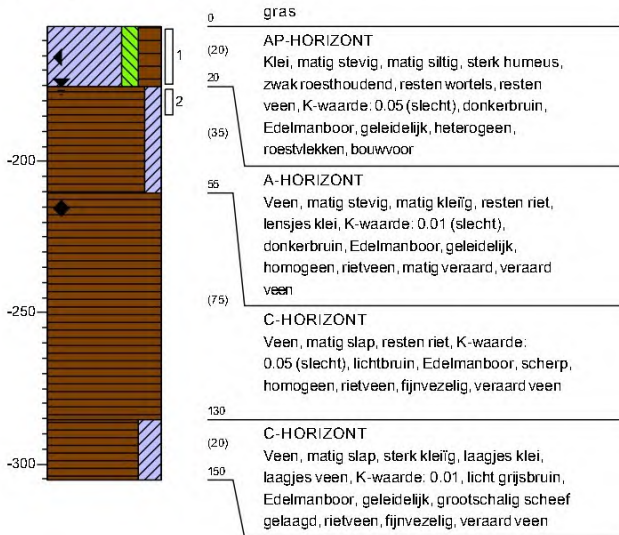 0 gras
(20) AP-HORIZONT
1
Klei, matig stevig, matig siltig, sterk humeus,
zwak roesthoudend, resten wortels, resten
20 veen, K-waarde: 0.05 (slecht), donkerbruin,
2
Edelmanboor, geleidelijk, heterogeen,
(35) roestvlekken, bouwvoor
-200
55 A-HORIZONT
Veen, matig stevig, matig kleiïg, resten riet,
lensjes klei, K-waarde: 0.01 (slecht),
donkerbruin, Edelmanboor, geleidelijk,
homogeen, rietveen, matig veraard, veraard
veen
-250
(75)
C-HORIZONT
Veen, matig slap, resten riet, K-waarde:
0.05 (slecht), lichtbruin, Edelmanboor, scherp,
homogeen, rietveen, fijnvezelig, veraard veen
130
C-HORIZONT
(20) Veen, matig slap, sterk kleiïg, laagjes klei,
-300
150 laagjes veen, K-waarde: 0.01, licht grijsbruin,
Edelmanboor, geleidelijk, grootschalig scheef
gelaagd, rietveen, fijnvezelig, veraard veen